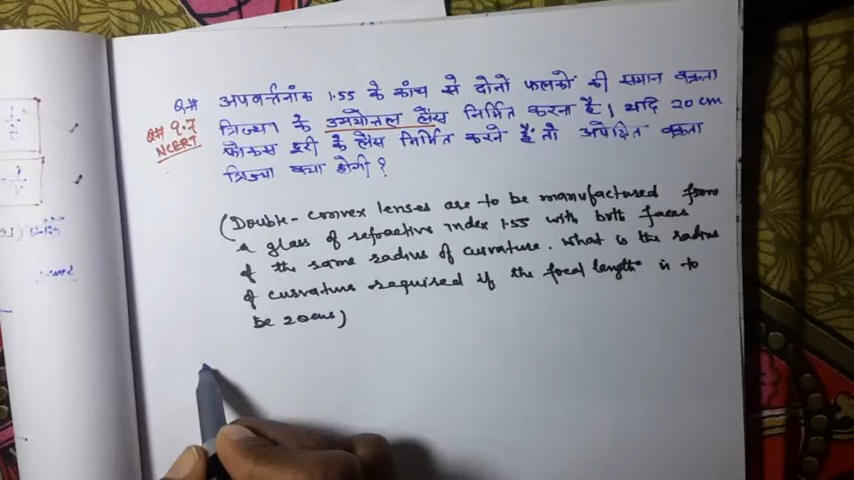 Q# अपवर्त्तनांक 1.55 के कांच से दोनों फलकों की समान वक्रता
Q# 9.7 त्रिज्या के उभयोत्तल लैंस निर्मित करना है। यदि 20 cm
NCERT फोकस दूरी के लैंस निर्मित करने हैं तो अपेक्षित वक्रता
त्रिज्या क्या होगी?
(Double-convex lenses are to be manufactured from
a glass of refractive index 1.55 with both faces
of the same radius of curvature. What is the radius
of curvature required if the focal length is to
be 20cm)